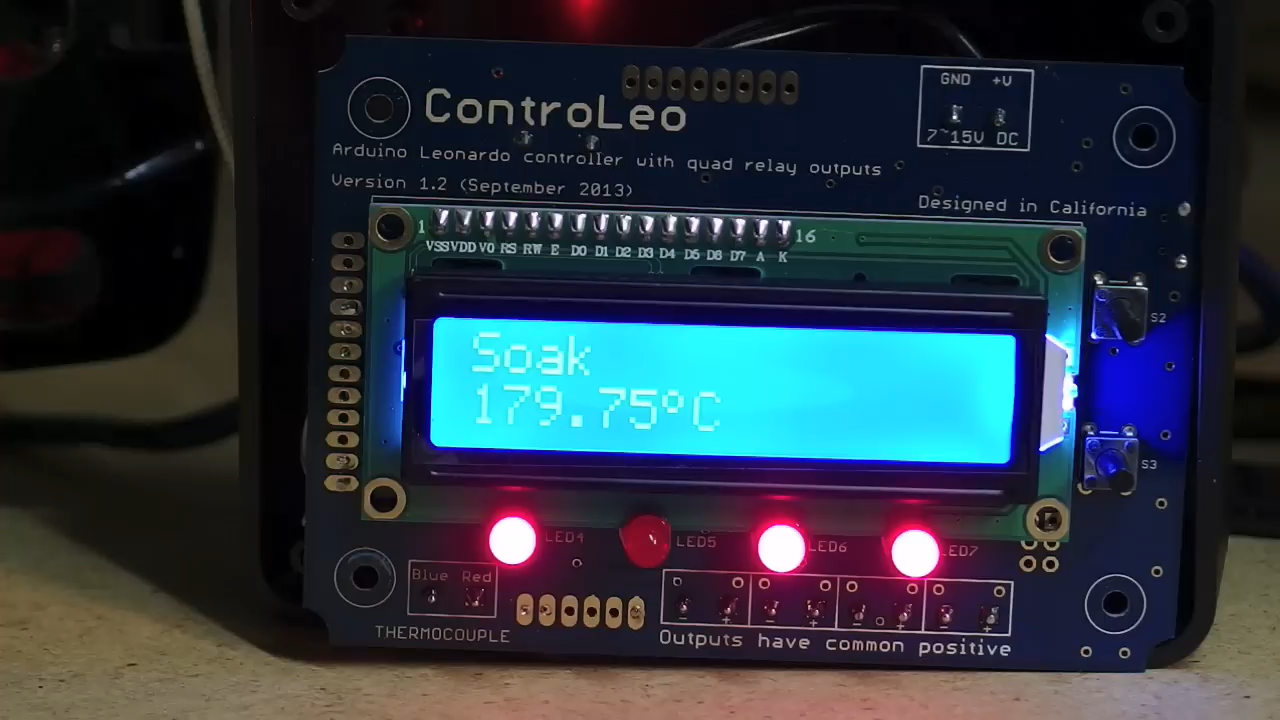 GND +V
7~15V DC
ControLeo
Arduino Leonardo controller with quad relay outputs
Version 1.2 (September 2013)
Designed in California
1 16
VSS VDD V0 RS RW E D0 D1 D2 D3 D4 D5 D6 D7 A K
S2
Soak
179.75°C
S3
LED4 LED5 LED6 LED7
Blue Red
- + - + - + - +
THERMOCOUPLE
Outputs have common positive